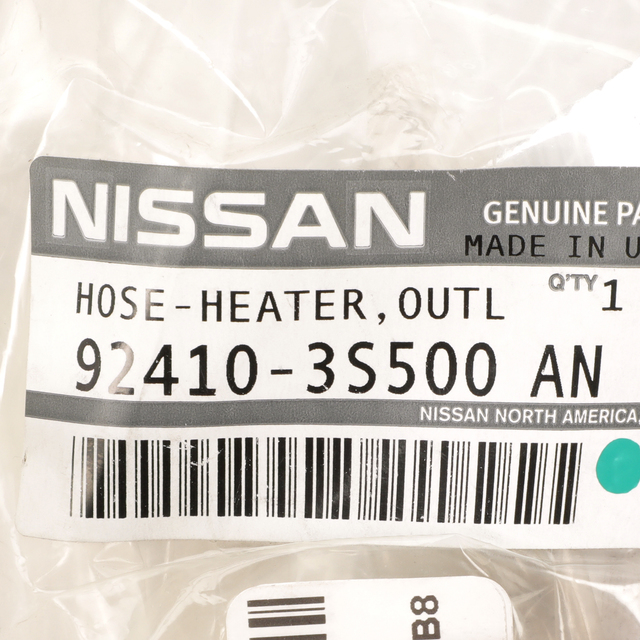 NISSAN
GENUINE PA
MADE IN U
HOSE-HEATER,OUTL
Q'TY 1
92410-3S500 AN
NISSAN NORTH AMERICA,
B8